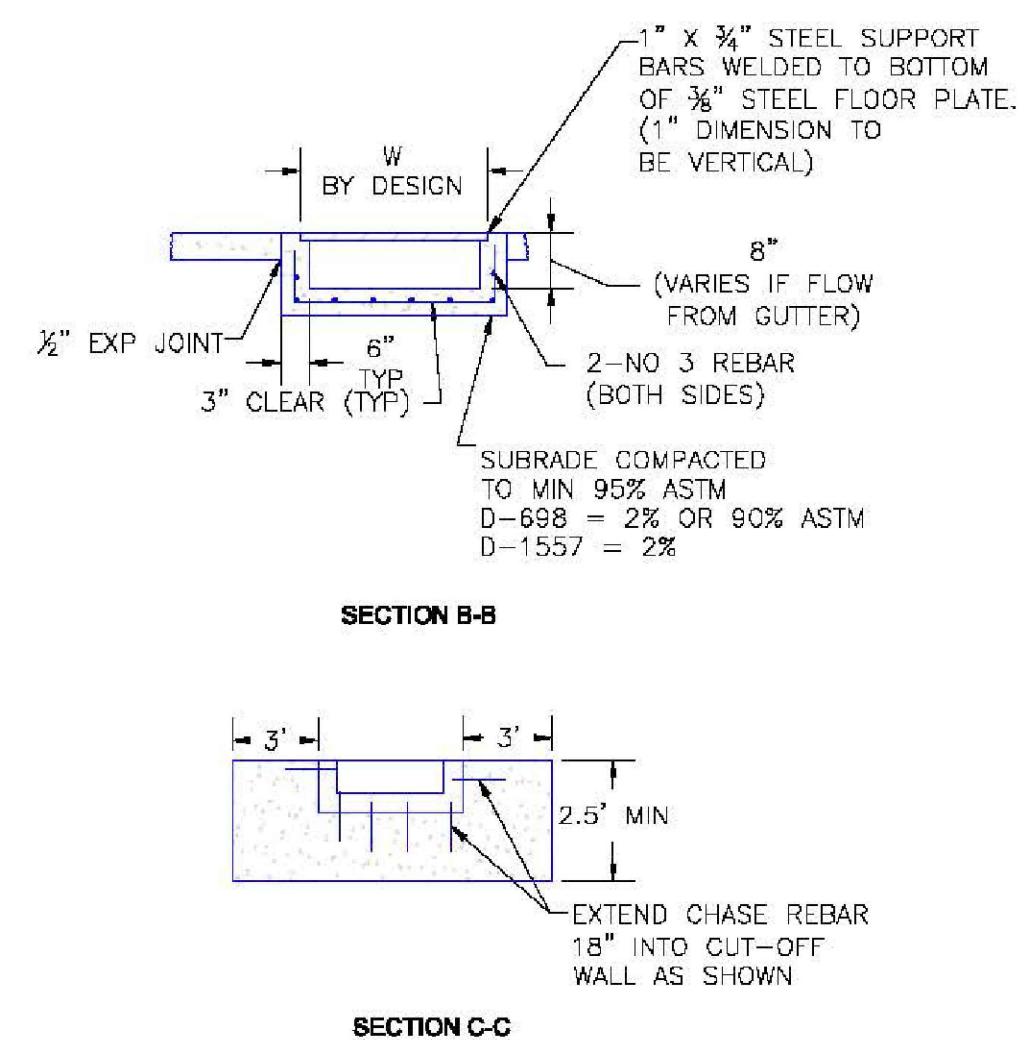 1" X ¾" STEEL SUPPORT
BARS WELDED TO BOTTOM
OF ⅜" STEEL FLOOR PLATE.
(1" DIMENSION TO
BE VERTICAL)
W
BY DESIGN
8"
(VARIES IF FLOW
FROM GUTTER)
½" EXP JOINT
6"
TYP
3" CLEAR (TYP)
2-NO 3 REBAR
(BOTH SIDES)
SUBRADE COMPACTED
TO MIN 95% ASTM
D-698 = 2% OR 90% ASTM
D-1557 = 2%
SECTION B-B
3'
3'
2.5' MIN
EXTEND CHASE REBAR
18" INTO CUT-OFF
WALL AS SHOWN
SECTION C-C